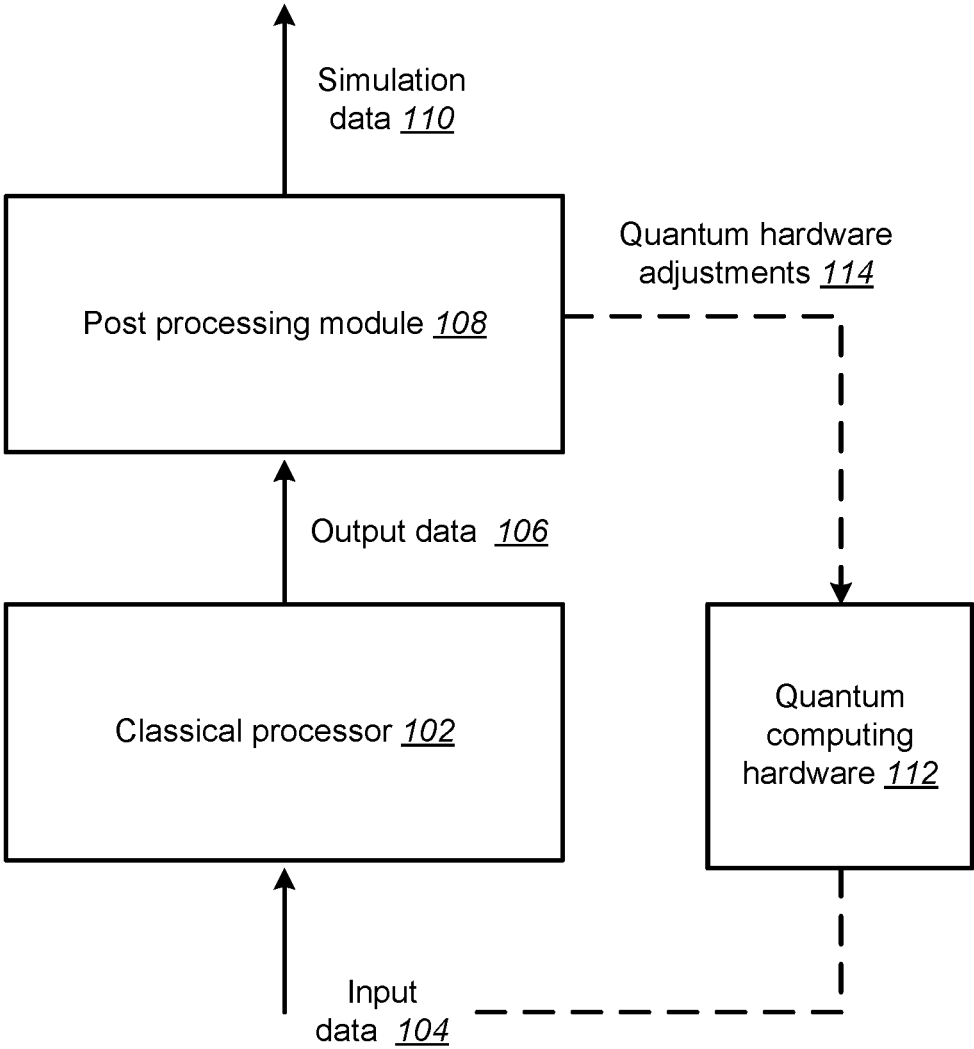 Simulation
data 110
Quantum hardware
adjustments 114
Post processing module 108
Output data 106
Classical processor 102
Quantum
computing
hardware 112
Input
data 104